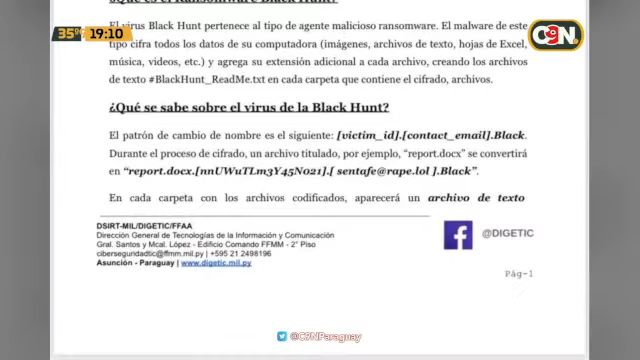 35° 19:10
C9N
¿Qué es el Ransomware Black Hunt?
El virus Black Hunt pertenece al tipo de agente malicioso ransomware. El malware de este
tipo cifra todos los datos de su computadora (imágenes, archivos de texto, hojas de Excel,
música, videos, etc.) y agrega su extensión adicional a cada archivo, creando los archivos
de texto #BlackHunt_ReadMe.txt en cada carpeta que contiene el cifrado, archivos.
¿Qué se sabe sobre el virus de la Black Hunt?
El patrón de cambio de nombre es el siguiente: [victim_id].[contact_email].Black.
Durante el proceso de cifrado, un archivo titulado, por ejemplo, “report.docx” se convertirá
en “report.docx.[nnUWuTLm3Y45N021].[ sentafe@rape.lol ].Black”.
En cada carpeta con los archivos codificados, aparecerá un archivo de texto
DSIRT-MIL/DIGETIC/FFAA
Dirección General de Tecnologías de la Información y Comunicación
Gral. Santos y Mcal. López - Edificio Comando FFMM - 2° Piso
ciberseguridadtic@ffmm.mil.py | +595 21 2498196
Asunción - Paraguay | www.digetic.mil.py
f @DIGETIC
Pág-1
@C9NParaguay